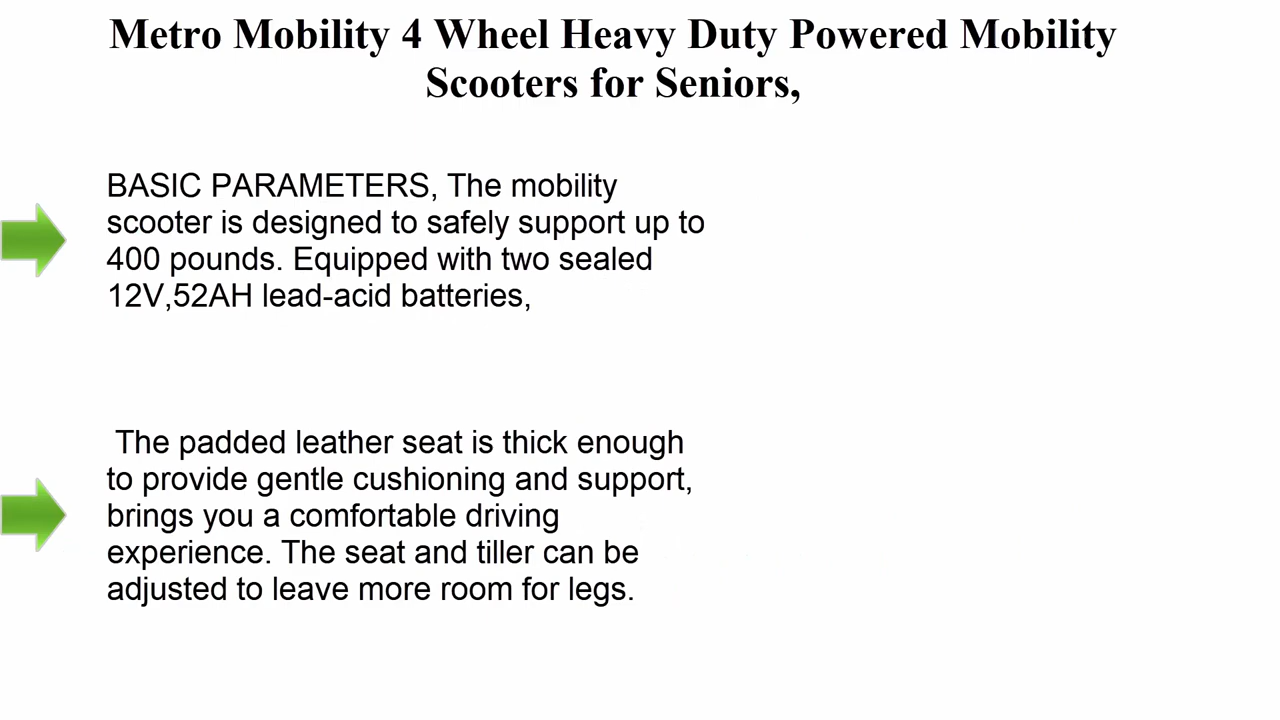 Metro Mobility 4 Wheel Heavy Duty Powered Mobility
Scooters for Seniors,
BASIC PARAMETERS, The mobility
scooter is designed to safely support up to
400 pounds. Equipped with two sealed
12V,52AH lead-acid batteries,
The padded leather seat is thick enough
to provide gentle cushioning and support,
brings you a comfortable driving
experience. The seat and tiller can be
adjusted to leave more room for legs.